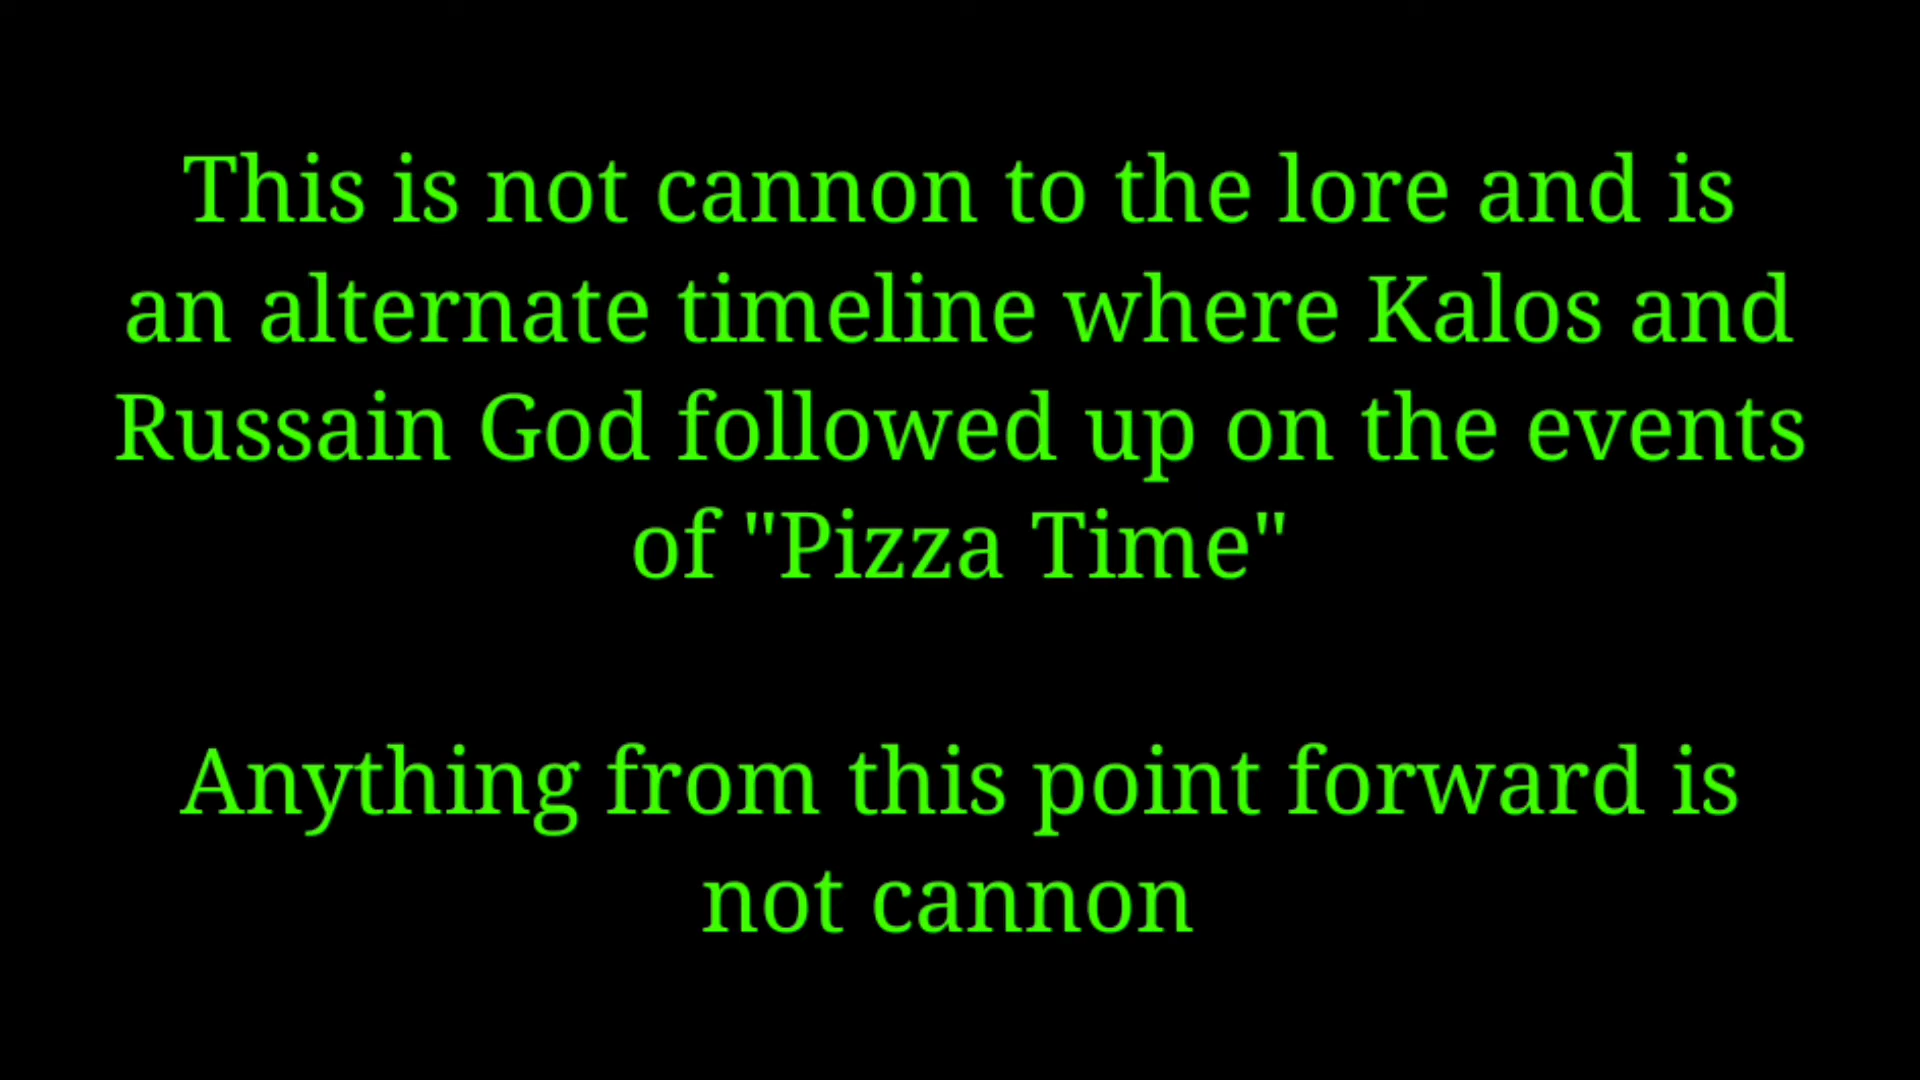 This is not cannon to the lore and is
an alternate timeline where Kalos and
Russain God followed up on the events
of "Pizza Time"
Anything from this point forward is
not cannon